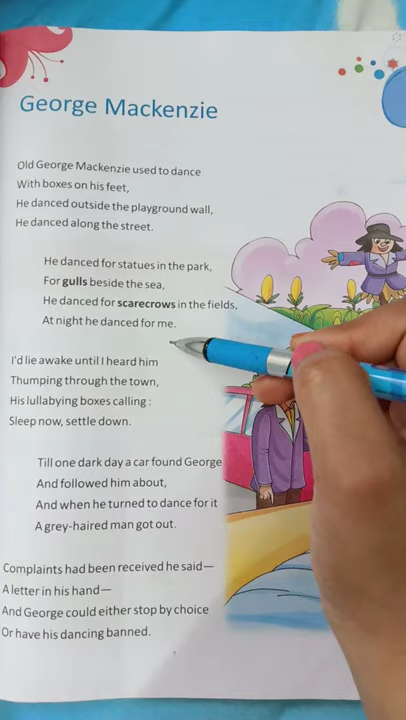 George Mackenzie
Old George Mackenzie used to dance
With boxes on his feet,
He danced outside the playground wall,
He danced along the street.
He danced for statues in the park,
For gulls beside the sea,
He danced for scarecrows in the fields,
At night he danced for me.
I'd lie awake until I heard him
Thumping through the town,
His lullabying boxes calling :
Sleep now, settle down.
Till one dark day a car found George
And followed him about,
And when he turned to dance for it
A grey-haired man got out.
Complaints had been received he said—
A letter in his hand—
And George could either stop by choice
Or have his dancing banned.